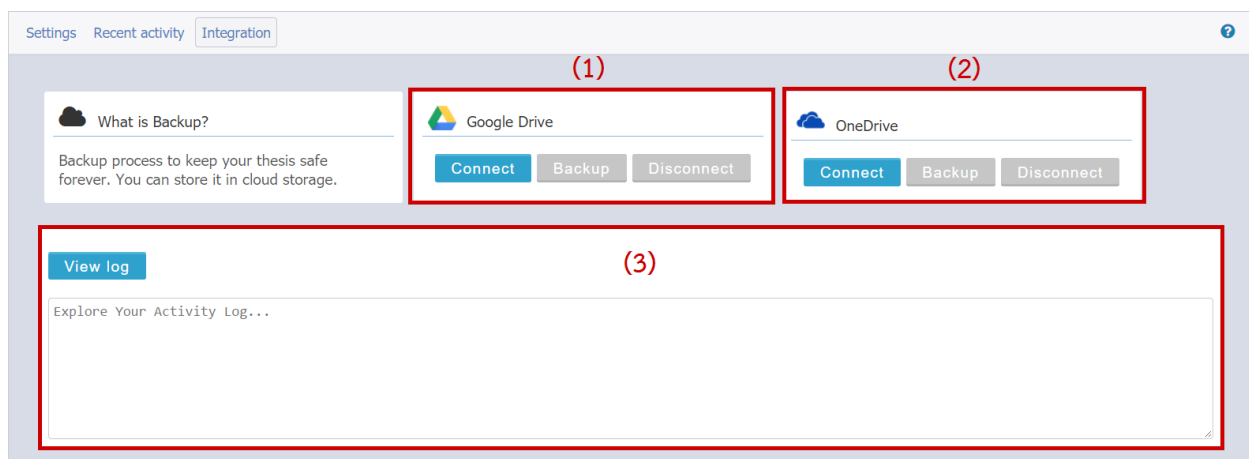 Settings Recent activity Integration
(1) (2)
What is Backup?
Backup process to keep your thesis safe
forever. You can store it in cloud storage.
Google Drive
Connect Backup Disconnect
OneDrive
Connect Backup Disconnect
(3)
View log
Explore Your Activity Log...